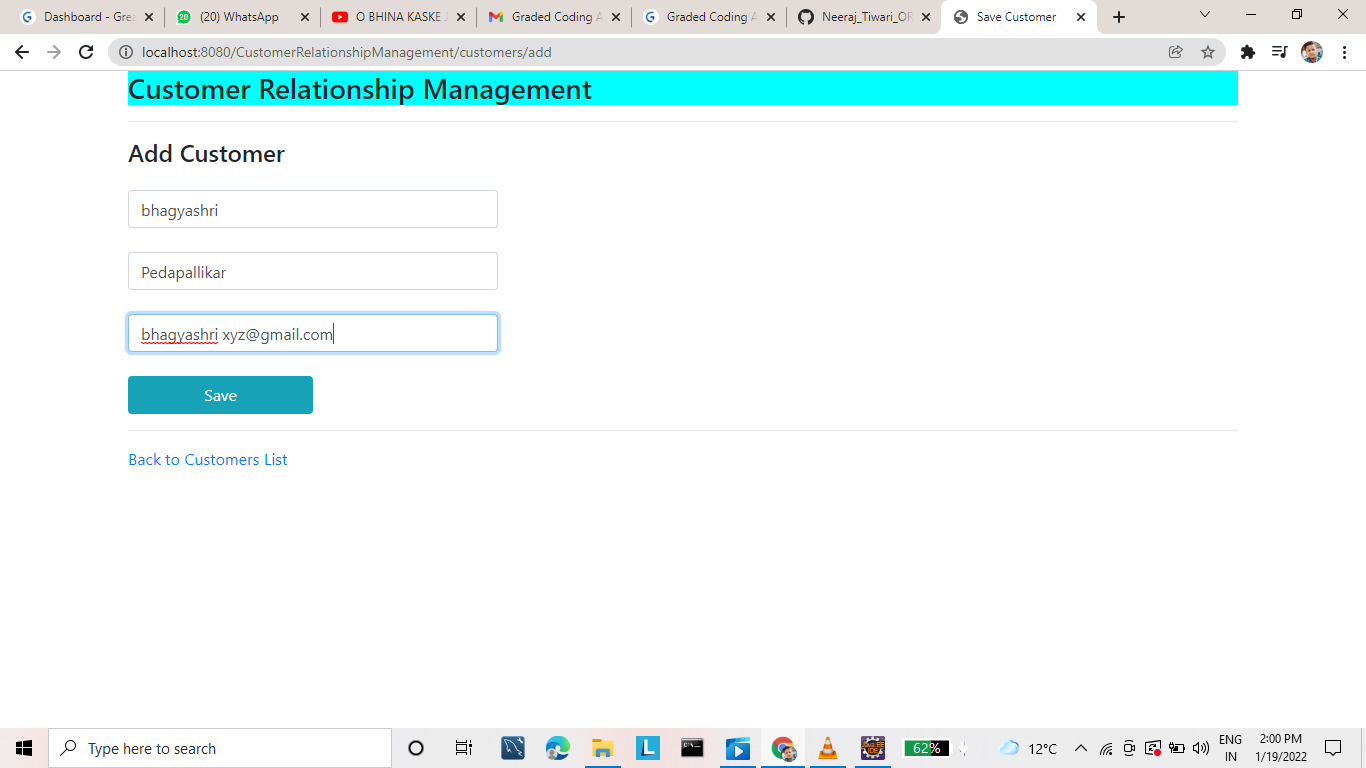 Dashboard - Grea
(20) WhatsApp
O BHINA KASKE
Graded Coding A
Graded Coding A
Neeraj_Tiwari_OF
Save Customer
localhost:8080/CustomerRelationshipManagement/customers/add
Customer Relationship Management
Add Customer
bhagyashri
Pedapallikar
bhagyashri xyz@gmail.com
Save
Back to Customers List
Type here to search
62%
12°C
ENG
IN
2:00 PM
1/19/2022